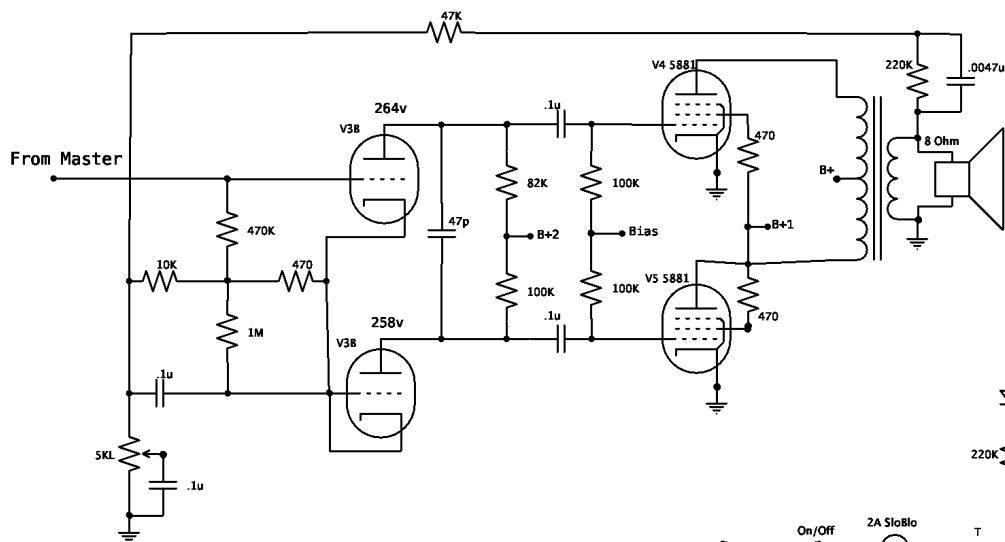 47K
220K
.0047u
V4 5881
264v
.1u
V3B
470
8 Ohm
From Master
82K
100K
B+
47p
470K
B+2
Bias
B+1
10K
470
100K
100K
V5 5881
1M
258v
.1u
470
V3B
.1u
5KL
220K
.1u
On/Off
2A SloBlo
T